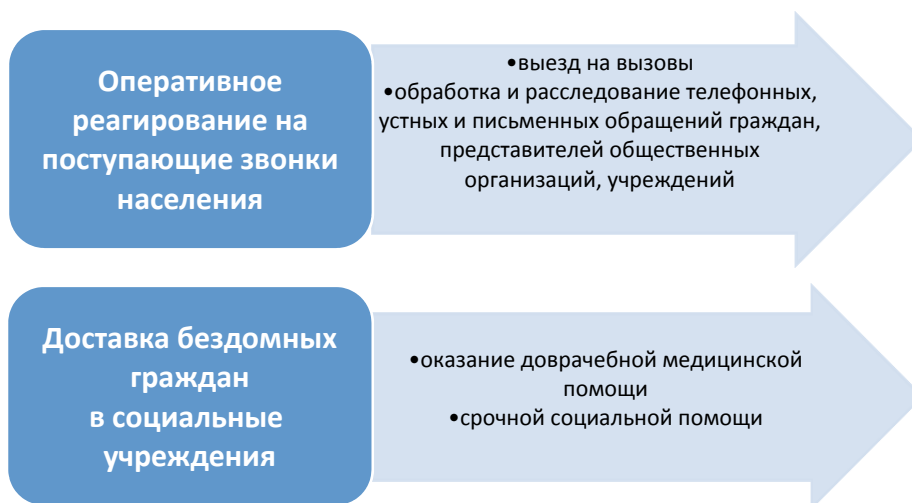 Оперативное
реагирование на
поступающие звонки
населения
•выезд на вызовы
•обработка и расследование телефонных,
устных и письменных обращений граждан,
представителей общественных
организаций, учреждений
Доставка бездомных
граждан
в социальные
учреждения
•оказание доврачебной медицинской
помощи
•срочной социальной помощи